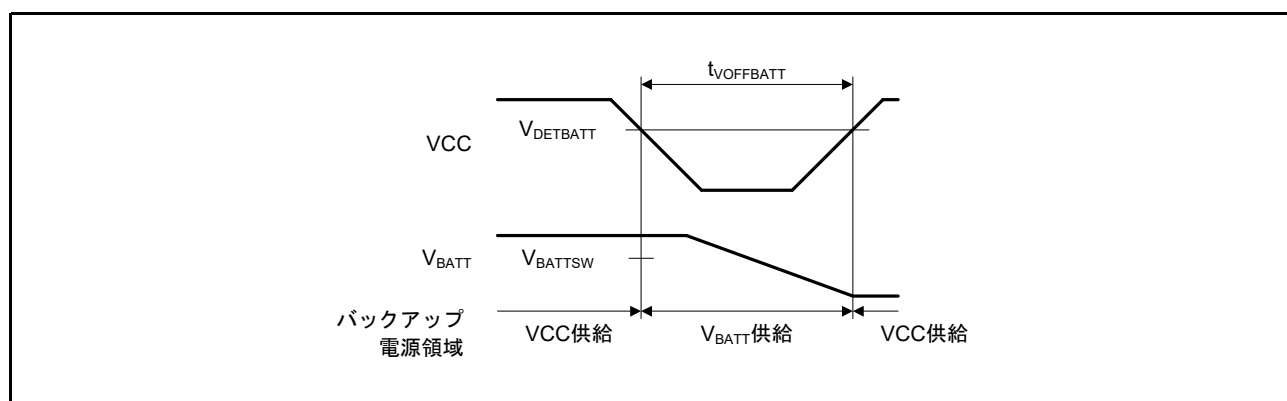 tVOFFBATT
VCC
VDETBATT
VBATT
VBATTSW
バックアップ
電源領域
VCC供給
VBATT供給
VCC供給